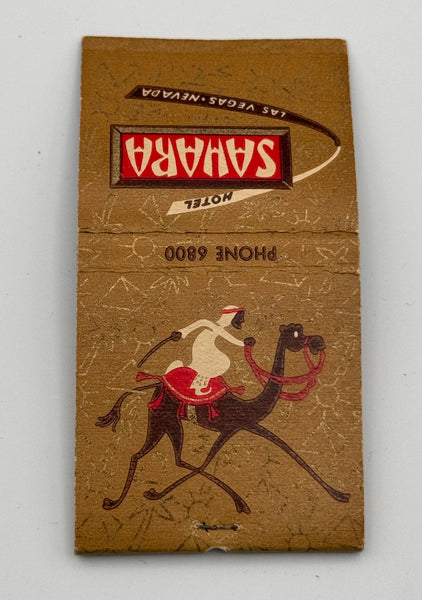 PHONE 6800
HOTEL
SAHARA
LAS VEGAS • NEVADA